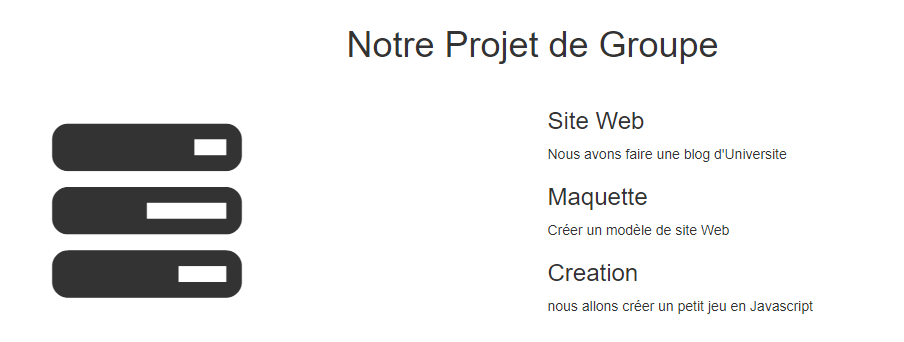 Notre Projet de Groupe
Site Web
Nous avons faire une blog d'Universite
Maquette
Créer un modèle de site Web
Creation
nous allons créer un petit jeu en Javascript